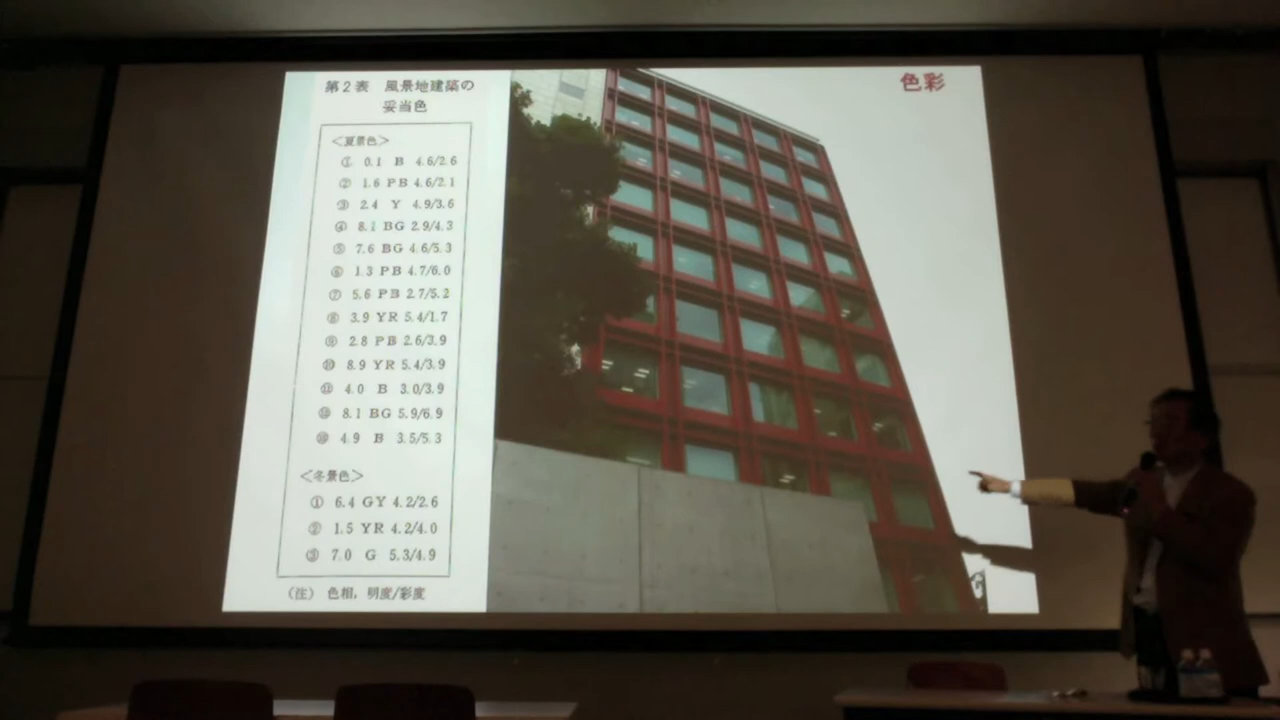 第2表 風景地建築の
妥当色
<夏景色>
① 0.1 B 4.6/2.6
② 1.6 PB 4.6/2.1
③ 2.4 Y 4.9/3.6
④ 8.1 BG 2.9/4.3
⑤ 7.6 BG 4.6/5.3
⑥ 1.3 PB 4.7/6.0
⑦ 5.6 PB 2.7/5.2
⑧ 3.9 YR 5.4/1.7
⑨ 2.8 PB 2.6/3.9
⑩ 8.9 YR 5.4/3.9
⑪ 4.0 B 3.0/3.9
⑫ 8.1 BG 5.9/6.9
⑬ 4.9 B 3.5/5.3
<冬景色>
① 6.4 GY 4.2/2.6
② 1.5 YR 4.2/4.0
③ 7.0 G 5.3/4.9
(注) 色相, 明度/彩度
色彩